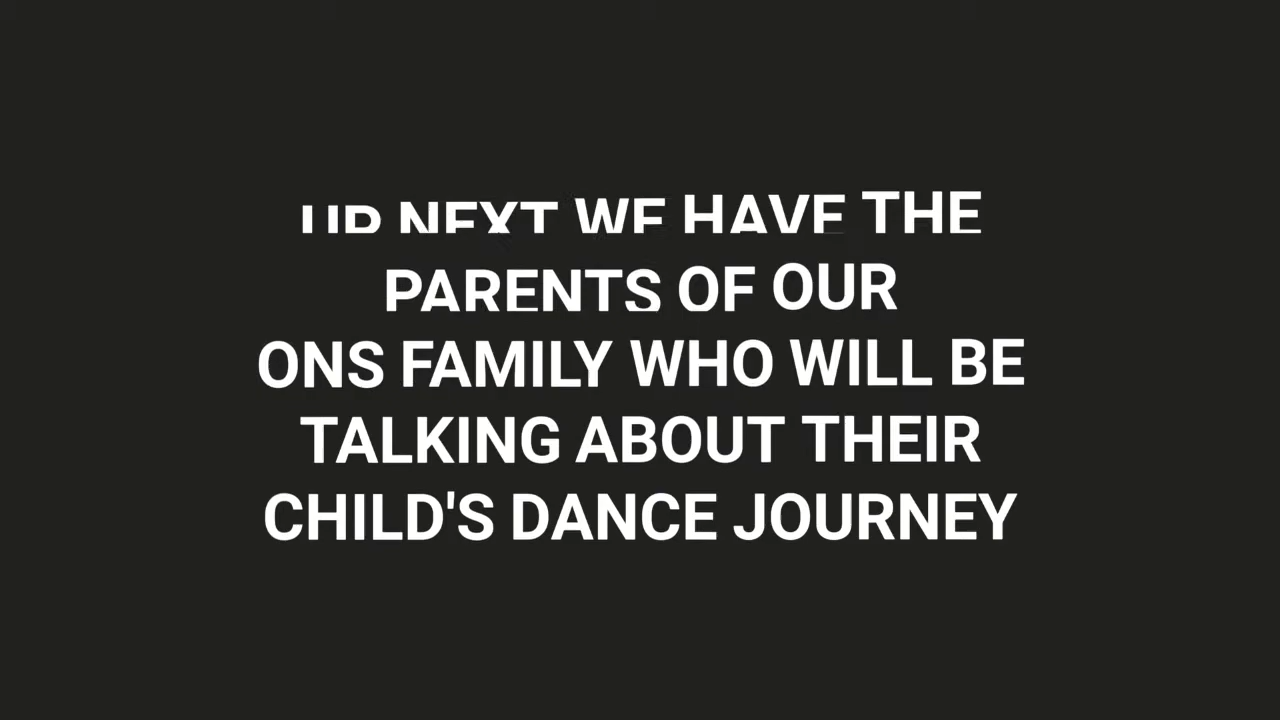 UP NEXT WE HAVE THE
PARENTS OF OUR
ONS FAMILY WHO WILL BE
TALKING ABOUT THEIR
CHILD'S DANCE JOURNEY